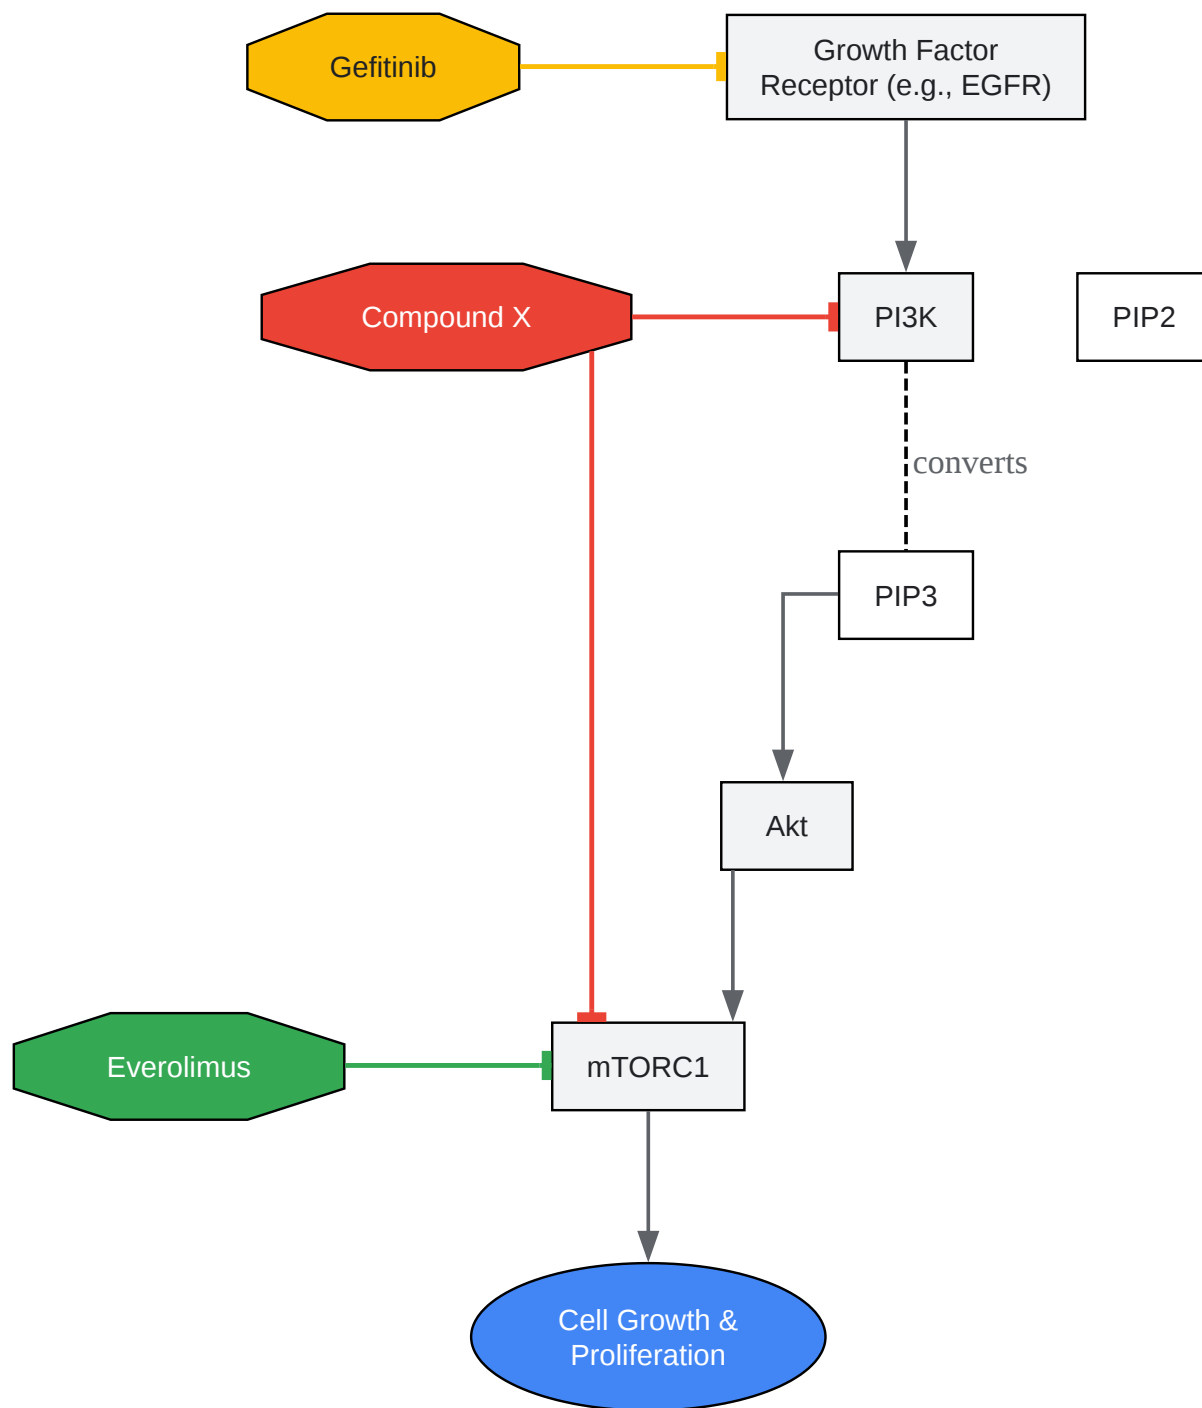 Gefitinib
Growth Factor
Receptor (e.g., EGFR)
Compound X
PI3K
PIP2
converts
PIP3
Akt
Everolimus
mTORC1
Cell Growth &
Proliferation